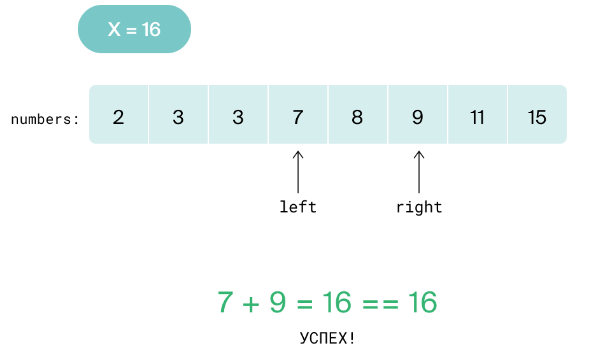 X = 16
numbers: 2 3 3 7 8 9 11 15
left right
7 + 9 = 16 == 16
УСПЕХ!